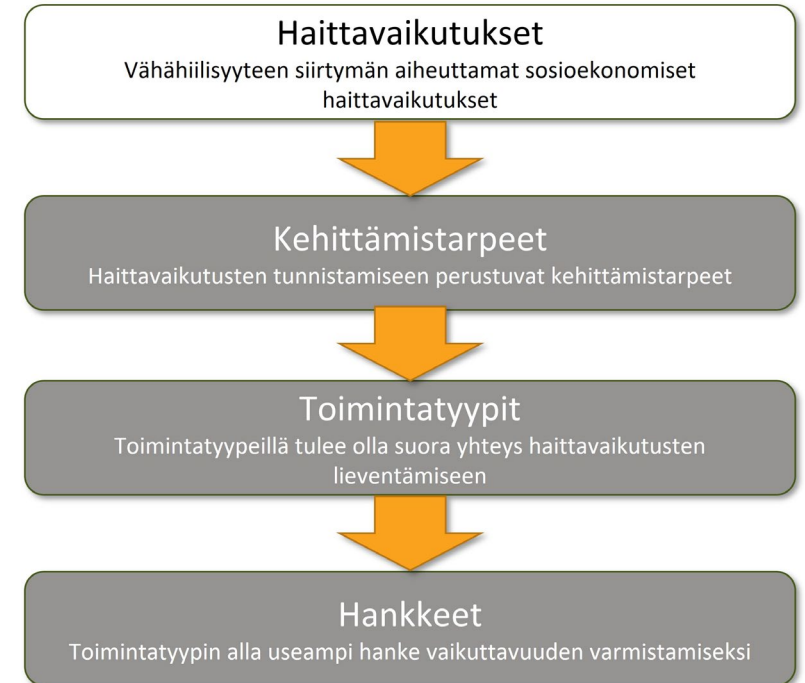 Haittavaikutukset
Vähähiilisyyteen siirtymän aiheuttamat sosioekonomiset
haittavaikutukset
Kehittämistarpeet
Haittavaikutusten tunnistamiseen perustuvat kehittämistarpeet
Toimintatyypit
Toimintatyypeillä tulee olla suora yhteys haittavaikutusten
lieventämiseen
Hankkeet
Toimintatyypin alla useampi hanke vaikuttavuuden varmistamiseksi